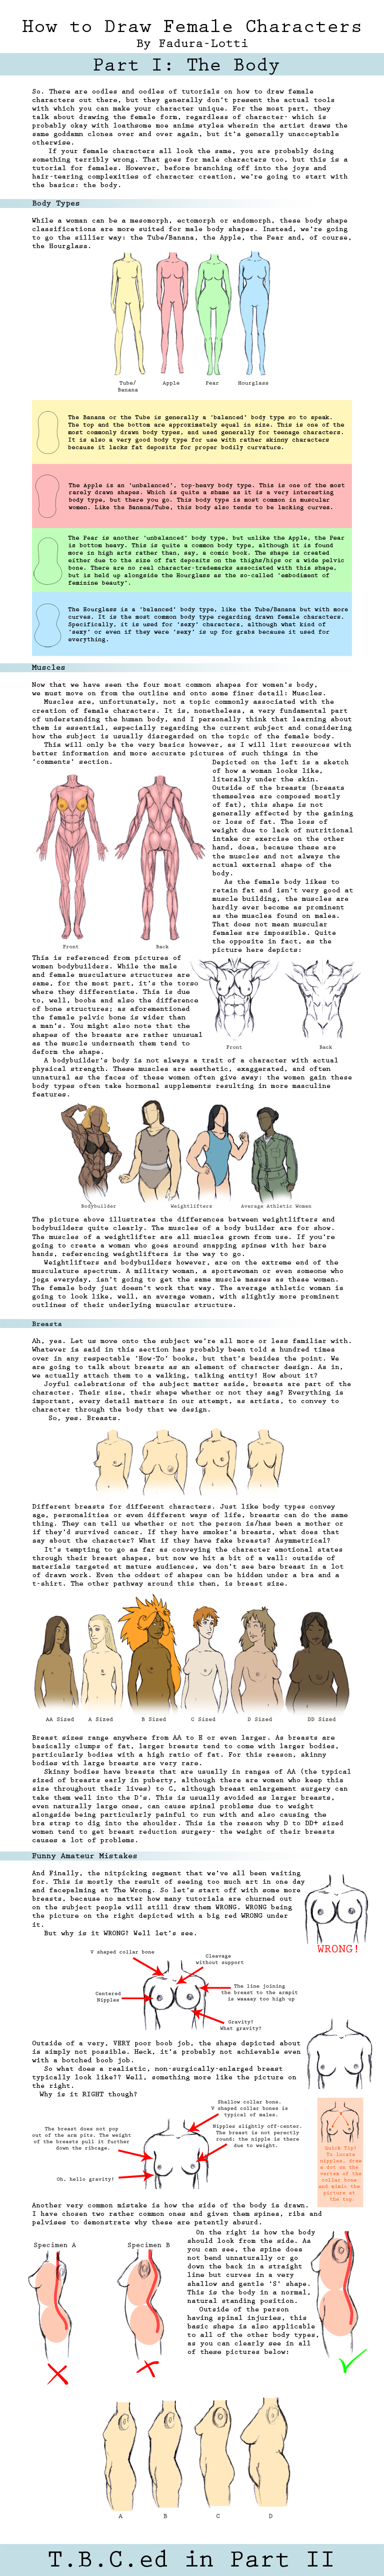 How to Draw Female Characters
By Fadura-Lotti
Part I: The Body
So. There are oodles and oodles of tutorials on how to draw female
characters out there, but they generally don't present the actual tools
with which you can make your character unique. For the most part, they
talk about drawing the female form, regardless of character- which is
probably okay with loathsome moe anime styles wherein the artist draws the
same goddamn clones over and over again, but it's generally unacceptable
otherwise.
If your female characters all look the same, you are probably doing
something terribly wrong. That goes for male characters too, but this is a
tutorial for females. However, before branching off into the joys and
hair-tearing complexities of character creation, we're going to start with
the basics: the body.
Body Types
While a woman can be a mesomorph, ectomorph or endomorph, these body shape
classifications are more suited for male body shapes. Instead, we're going
to go the sillier way: the Tube/Banana, the Apple, the Pear and, of course,
the Hourglass.
Tube/
Banana
Apple
Pear
Hourglass
The Banana or the Tube is generally a 'balanced' body type so to speak.
The top and the bottom are approximately equal in size. This is one of the
most commonly drawn body types, and used generally for teenage characters.
It is also a very good body type for use with rather skinny characters
because it lacks fat deposits for proper bodily curvature.
The Apple is an 'unbalanced', top-heavy body type. This is one of the most
rarely drawn shapes. Which is quite a shame as it is a very interesting
body type, but there you go. This body type is most common in muscular
women. Like the Banana/Tube, this body also tends to be lacking curves.
The Pear is another 'unbalanced' body type, but unlike the Apple, the Pear
is bottom heavy. This is quite a common body type, although it is found
more in high arts rather than, say, a comic book. The shape is created
either due to the size of fat deposits on the thighs/hips or a wide pelvic
bone. There are no real character-trademarks associated with this shape,
but is held up alongside the Hourglass as the so-called 'embodiment of
feminine beauty'.
The Hourglass is a 'balanced' body type, like the Tube/Banana but with more
curves. It is the most common body type regarding drawn female characters.
Specifically, it is used for 'sexy' characters, although what kind of
'sexy' or even if they were 'sexy' is up for grabs because it used for
everything.
Muscles
Now that we have seen the four most common shapes for women's body,
we must move on from the outline and onto some finer detail: Muscles.
Muscles are, unfortunately, not a topic commonly associated with the
creation of female characters. It is, nonetheless, a very fundamental part
of understanding the human body, and I personally think that learning about
them is essential, especially regarding the current subject and considering
how the subject is usually disregarded on the topic of the female body.
This will only be the very basics however, as I will list resources with
better information and more accurate pictures of such things in the
'comments' section.
Depicted on the left is a sketch
of how a woman looks like,
literally under the skin.
Outside of the breasts (breasts
themselves are composed mostly
of fat), this shape is not
generally affected by the gaining
or loss of fat. The loss of
weight due to lack of nutritional
intake or exercise on the other
hand, does, because these are
the muscles and not always the
actual external shape of the
body.
As the female body likes to
retain fat and isn't very good at
muscle building, the muscles are
hardly ever become as prominent
as the muscles found on males.
That does not mean muscular
females are impossible. Quite
the opposite in fact, as the
picture here depicts:
Front
Back
This is referenced from pictures of
women bodybuilders. While the male
and female musculature structures are
same, for the most part, it's the torso
where they differentiate. This is due
to, well, boobs and also the difference
of bone structures; as aforementioned
the female pelvic bone is wider than
a man's. You might also note that the
shapes of the breasts are rather unusual
as the muscle underneath them tend to
deform the shape.
Front
Back
A bodybuilder's body is not always a trait of a character with actual
physical strength. These muscles are aesthetic, exaggerated, and often
unnatural as the faces of these women often give away: the women gain these
body types often take hormonal supplements resulting in more masculine
features.
Bodybuilder
Weightlifters
Average Athletic Women
The picture above illustrates the differences between weightlifters and
bodybuilders quite clearly. The muscles of a body builder are for show.
The muscles of a weightlifter are all muscles grown from use. If you're
going to create a woman who goes around snapping spines with her bare
hands, referencing weightlifters is the way to go.
Weightlifters and bodybuilders however, are on the extreme end of the
musculature spectrum. A military woman, a sportswoman or even someone who
jogs everyday, isn't going to get the same muscle masses as these women.
The female body just doesn't work that way. The average athletic woman is
going to look like, well, an average woman, with slightly more prominent
outlines of their underlying muscular structure.
Breasts
Ah, yes. Let us move onto the subject we're all more or less familiar with.
Whatever is said in this section has probably been told a hundred times
over in any respectable 'How-To' books, but that's besides the point. We
are going to talk about breasts as an element of character design. As in,
we actually attach them to a walking, talking entity! How about it?
Joyful celebrations of the subject matter aside, breasts are part of the
character. Their size, their shape whether or not they sag? Everything is
important, every detail matters in our attempt, as artists, to convey to
character through the body that we design.
So, yes. Breasts.
Different breasts for different characters. Just like body types convey
age, personalities or even different ways of life, breasts can do the same
thing. They can tell us whether or not the person is/has been a mother or
if they'd survived cancer. If they have smoker's breasts, what does that
say about the character? What if they have fake breasts? Asymmetrical?
It's tempting to go as far as conveying the character emotional states
through their breast shapes, but now we hit a bit of a wall: outside of
materials targeted at mature audiences, we don't see bare breast in a lot
of drawn work. Even the oddest of shapes can be hidden under a bra and a
t-shirt. The other pathway around this then, is breast size.
AA Sized
A Sized
B Sized
C Sized
D Sized
DD Sized
Breast sizes range anywhere from AA to E or even larger. As breasts are
basically clumps of fat, larger breasts tend to come with larger bodies,
particularly bodies with a high ratio of fat. For this reason, skinny
bodies with large breasts are very rare.
Skinny bodies have breasts that are usually in ranges of AA (the typical
sized of breasts early in puberty, although there are women who keep this
size throughout their lives) to C, although breast enlargement surgery can
take them well into the D's. This is usually avoided as larger breasts,
even naturally large ones, can cause spinal problems due to weight
alongside being particularly painful to run with and also causing the
bra strap to dig into the shoulder. This is the reason why D to DD+ sized
women tend to get breast reduction surgery- the weight of their breasts
causes a lot of problems.
Funny Amateur Mistakes
And Finally, the nitpicking segment that we've all been waiting
for. This is mostly the result of seeing too much art in one day
and facepalming at The Wrong. So let's start off with some more
breasts, because no matter how many tutorials are churned out
on the subject people will still draw them WRONG. WRONG being
the picture on the right depicted with a big red WRONG under
it.
But why is it WRONG? Well let's see.
WRONG!
V shaped collar bone
Cleavage
without support
Centered
Nipples
The line joining
the breast to the armpit
is waaaay too high up
Gravity?
What gravity?
Outside of a very, VERY poor boob job, the shape depicted about
is simply not possible. Heck, it's probably not achievable even
with a botched boob job.
So what does a realistic, non-surgically-enlarged breast
typically look like?? Well, something more like the picture on
the right.
Why is it RIGHT though?
Shallow collar bone.
V shaped collar bones is
typical of males.
The breast does not pop
out of the arm pits. The weight
of the breasts pull it further
down the ribcage.
Nipples slightly off-center.
The breast is not perectly
round; the nipple is there
due to weight.
Oh, hello gravity!
Quick Tip!
To locate
nipples, draw
a dot on the
vertex of the
collar bone
and mimic the
picture at
the top.
Another very common mistake is how the side of the body is drawn.
I have chosen two rather common ones and given them spines, ribs and
pelvises to demonstrate why these are patently absurd.
Specimen A
Specimen B
On the right is how the body
should look from the side. As
you can see, the spine does
not bend unnaturally or go
down the back in a straight
line but curves in a very
shallow and gentle 'S' shape.
This is the body in a normal,
natural standing position.
Outside of the person
having spinal injuries, this
basic shape is also applicable
to all of the other body types,
as you can clearly see in all
of these pictures below:
A
B
C
D
T.B.C.ed in Part II